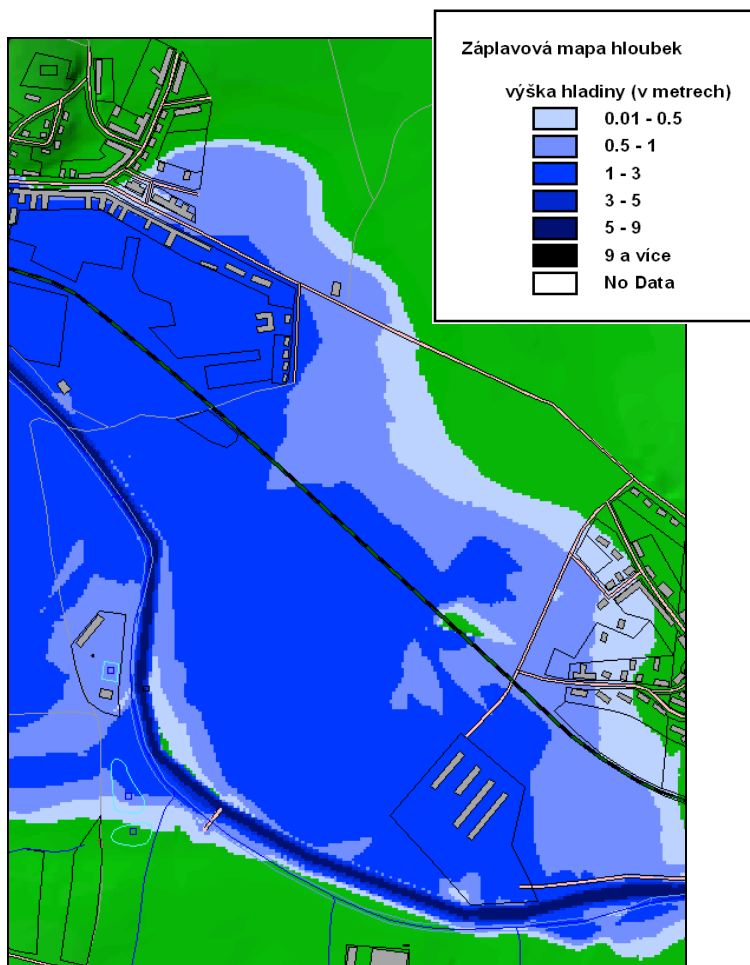 Záplavová mapa hloubek
výška hladiny (v metrech)
0.01 - 0.5
0.5 - 1
1 - 3
3 - 5
5 - 9
9 a více
No Data